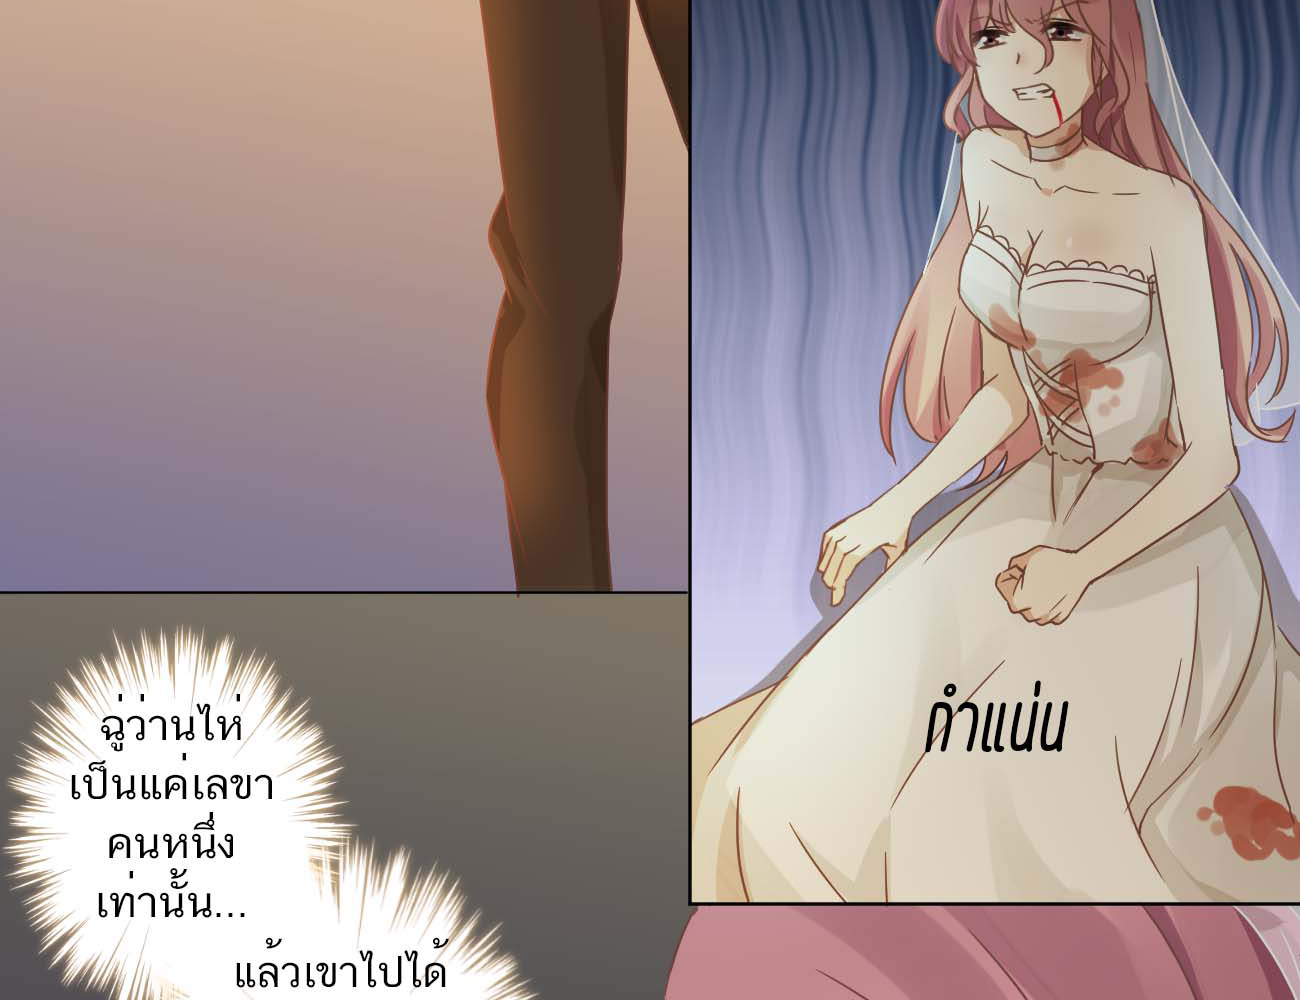 กำแน่น
ฉู่ว่านไห่
เป็นแค่เลขา
คนหนึ่ง
เท่านั้น...
แล้วเขาไปได้